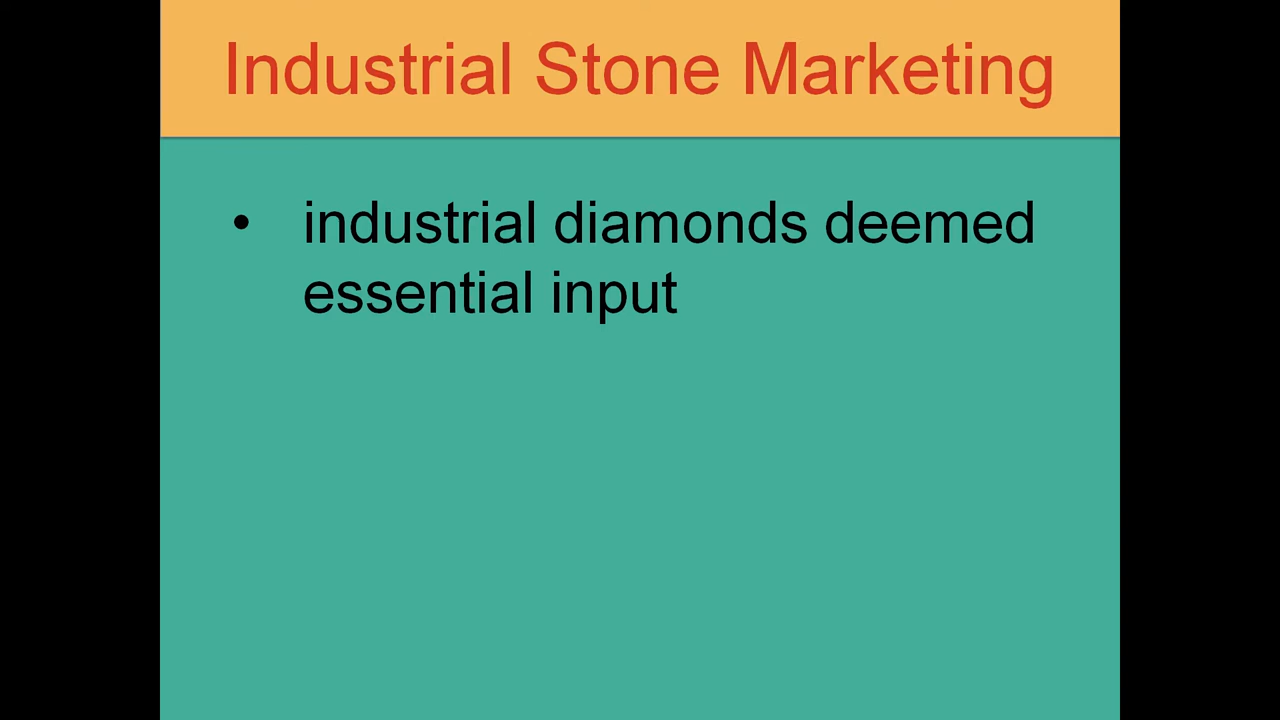 Industrial Stone Marketing
• industrial diamonds deemed
essential input